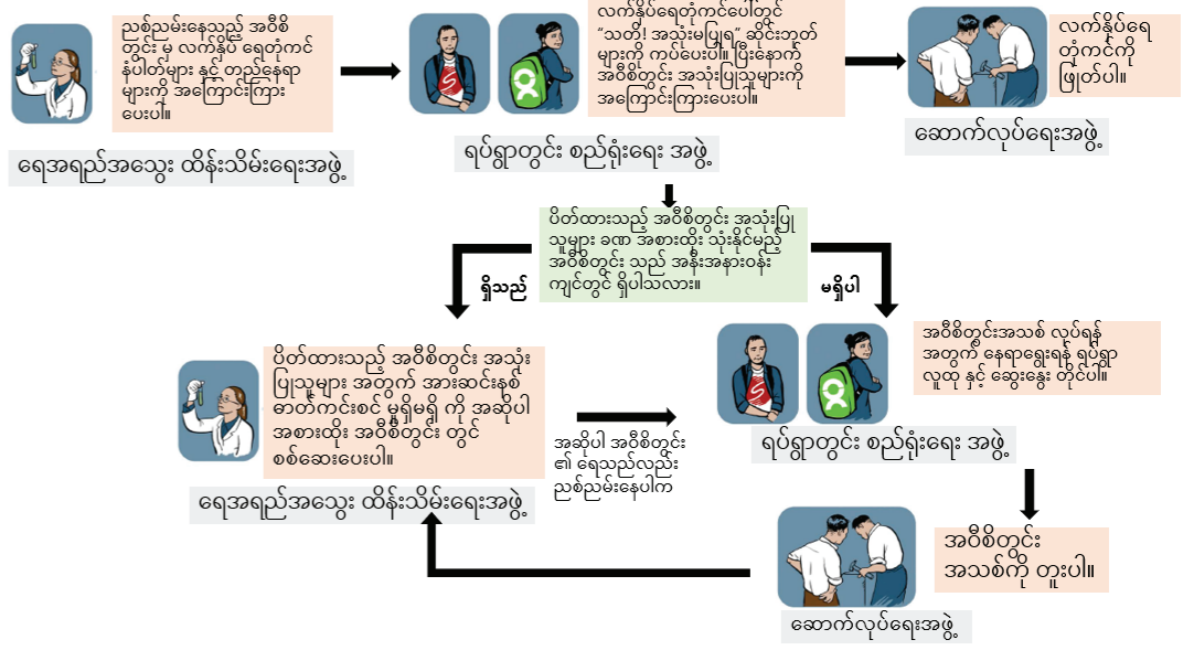 ညစ်ညမ်းနေသည့် အဝီစိ
တွင်း မှ လက်နှိပ် ရေတုံကင်
နံပါတ်များ နှင့် တည်နေရာ
များကို အကြောင်းကြား
ပေးပါ။
ရေအရည်အသွေး ထိန်းသိမ်းရေးအဖွဲ့
လက်နှိပ်ရေတုံကင်ပေါ်တွင်
“သတိ! အသုံးမပြုရ” ဆိုင်းဘုတ်
များကို ကပ်ပေးပါ။ ပြီးနောက်
အဝီစိတွင်း အသုံးပြုသူများကို
အကြောင်းကြားပေးပါ။
ရပ်ရွာတွင်း စည်ရုံးရေး အဖွဲ့
လက်နှိပ်ရေ
တုံကင်ကို
ဖြုတ်ပါ။
ဆောက်လုပ်ရေးအဖွဲ့
ပိတ်ထားသည့် အဝီစိတွင်း အသုံးပြု
သူများ ခဏ အစားထိုး သုံးနိုင်မည့်
အဝီစိတွင်း သည် အနီးအနားဝန်း
ကျင်တွင် ရှိပါသလား။
ရှိသည်
မရှိပါ
ပိတ်ထားသည့် အဝီစိတွင်း အသုံး
ပြုသူများ အတွက် အားဆင်းနစ်
ဓာတ်ကင်းစင် မှုရှိမရှိ ကို အဆိုပါ
အစားထိုး အဝီစိတွင်း တွင်
စစ်ဆေးပေးပါ။
ရေအရည်အသွေး ထိန်းသိမ်းရေးအဖွဲ့
အဆိုပါ အဝီစိတွင်း
၏ ရေသည်လည်း
ညစ်ညမ်းနေပါက
အဝီစိတွင်းအသစ် လုပ်ရန်
အတွက် နေရာရွေးရန် ရပ်ရွာ
လူထု နှင့် ဆွေးနွေး တိုင်ပါ။
ရပ်ရွာတွင်း စည်ရုံးရေး အဖွဲ့
အဝီစိတွင်း
အသစ်ကို တူးပါ။
ဆောက်လုပ်ရေးအဖွဲ့